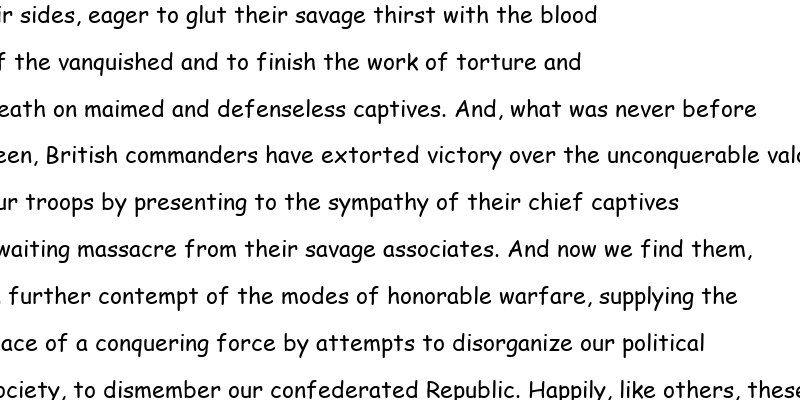 ir sides, eager to glut their savage thirst with the blood
f the vanquished and to finish the work of torture and
eath on maimed and defenseless captives. And, what was never before
een, British commanders have extorted victory over the unconquerable valo
ur troops by presenting to the sympathy of their chief captives
waiting massacre from their savage associates. And now we find them,
further contempt of the modes of honorable warfare, supplying the
ace of a conquering force by attempts to disorganize our political
ociety, to dismember our confederated Republic. Happily, like others, these